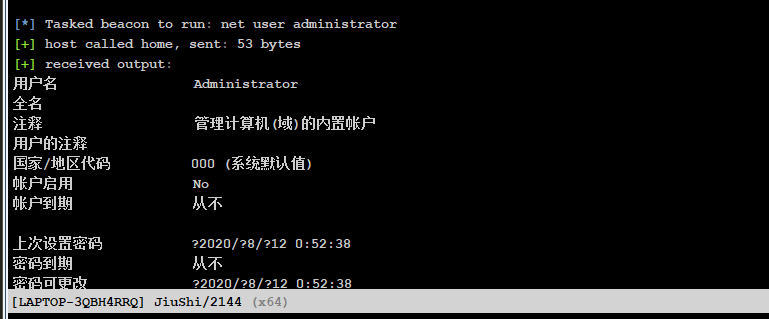 [*] Tasked beacon to run: net user administrator
[+] host called home, sent: 53 bytes
[+] received output:
用户名 Administrator
全名
注释 管理计算机(域)的内置帐户
用户的注释
国家/地区代码 000 (系统默认值)
帐户启用 No
帐户到期 从不
上次设置密码 ?2020/?8/?12 0:52:38
密码到期 从不
密码可更改 ?2020/?8/?12 0:52:38
[LAPTOP-3QBH4RRQ] JiuShi/2144 (x64)